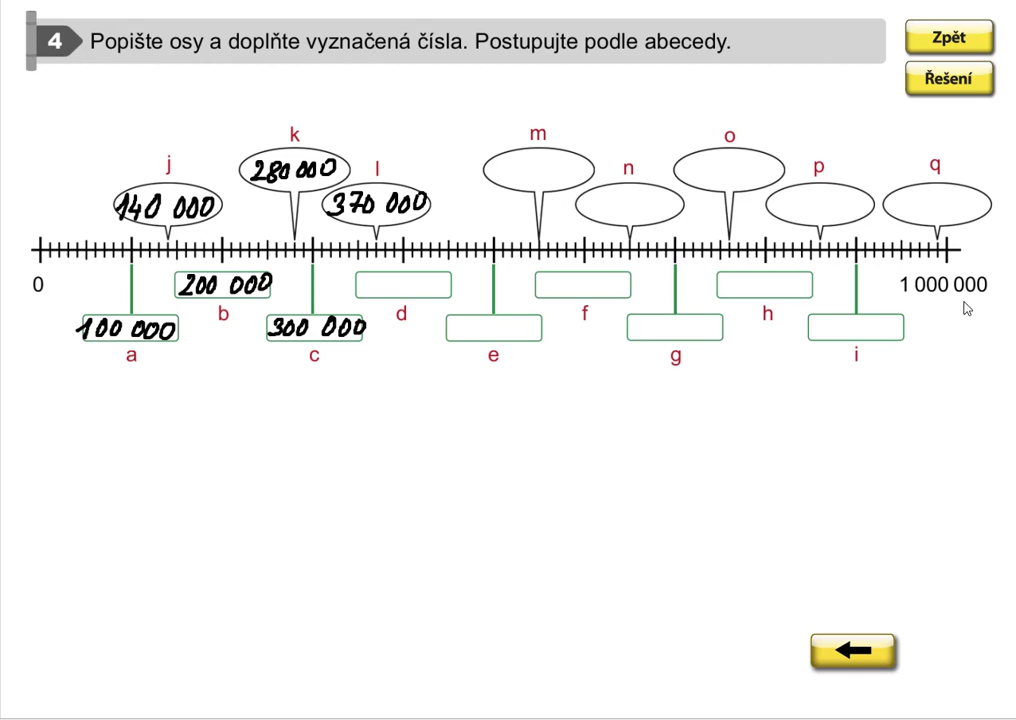 4 Popište osy a doplňte vyznačená čísla. Postupujte podle abecedy.
Zpět
Řešení
k
m
o
j
280 000
l
n
p
q
140 000
370 000
0
200 000
1 000 000
b
d
f
h
100 000
300 000
a
c
e
g
i